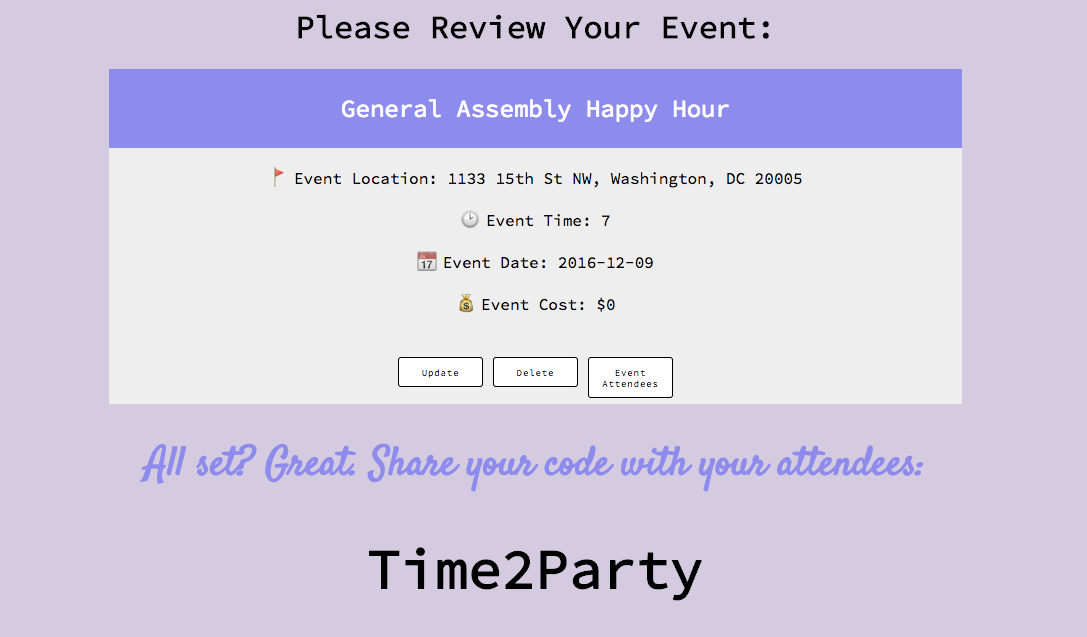 Please Review Your Event:
General Assembly Happy Hour
Event Location: 1133 15th St NW, Washington, DC 20005
Event Time: 7
17 Event Date: 2016-12-09
$ Event Cost: $0
Update Delete Event
Attendees
All set? Great. Share your code with your attendees:
Time2Party